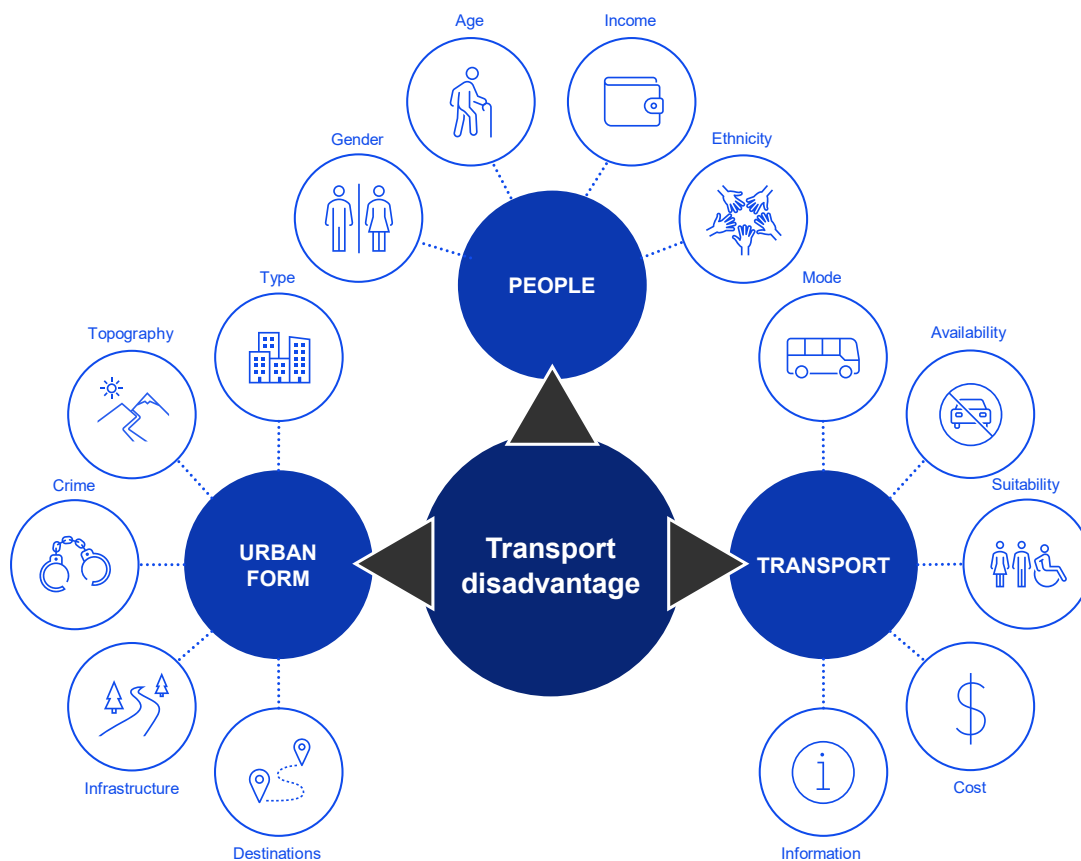 Age
Income
Gender
Ethnicity
PEOPLE
Type
Mode
Topography
Availability
Crime
Suitability
URBAN
FORM
Transport
disadvantage
TRANSPORT
Infrastructure
Cost
Destinations
Information